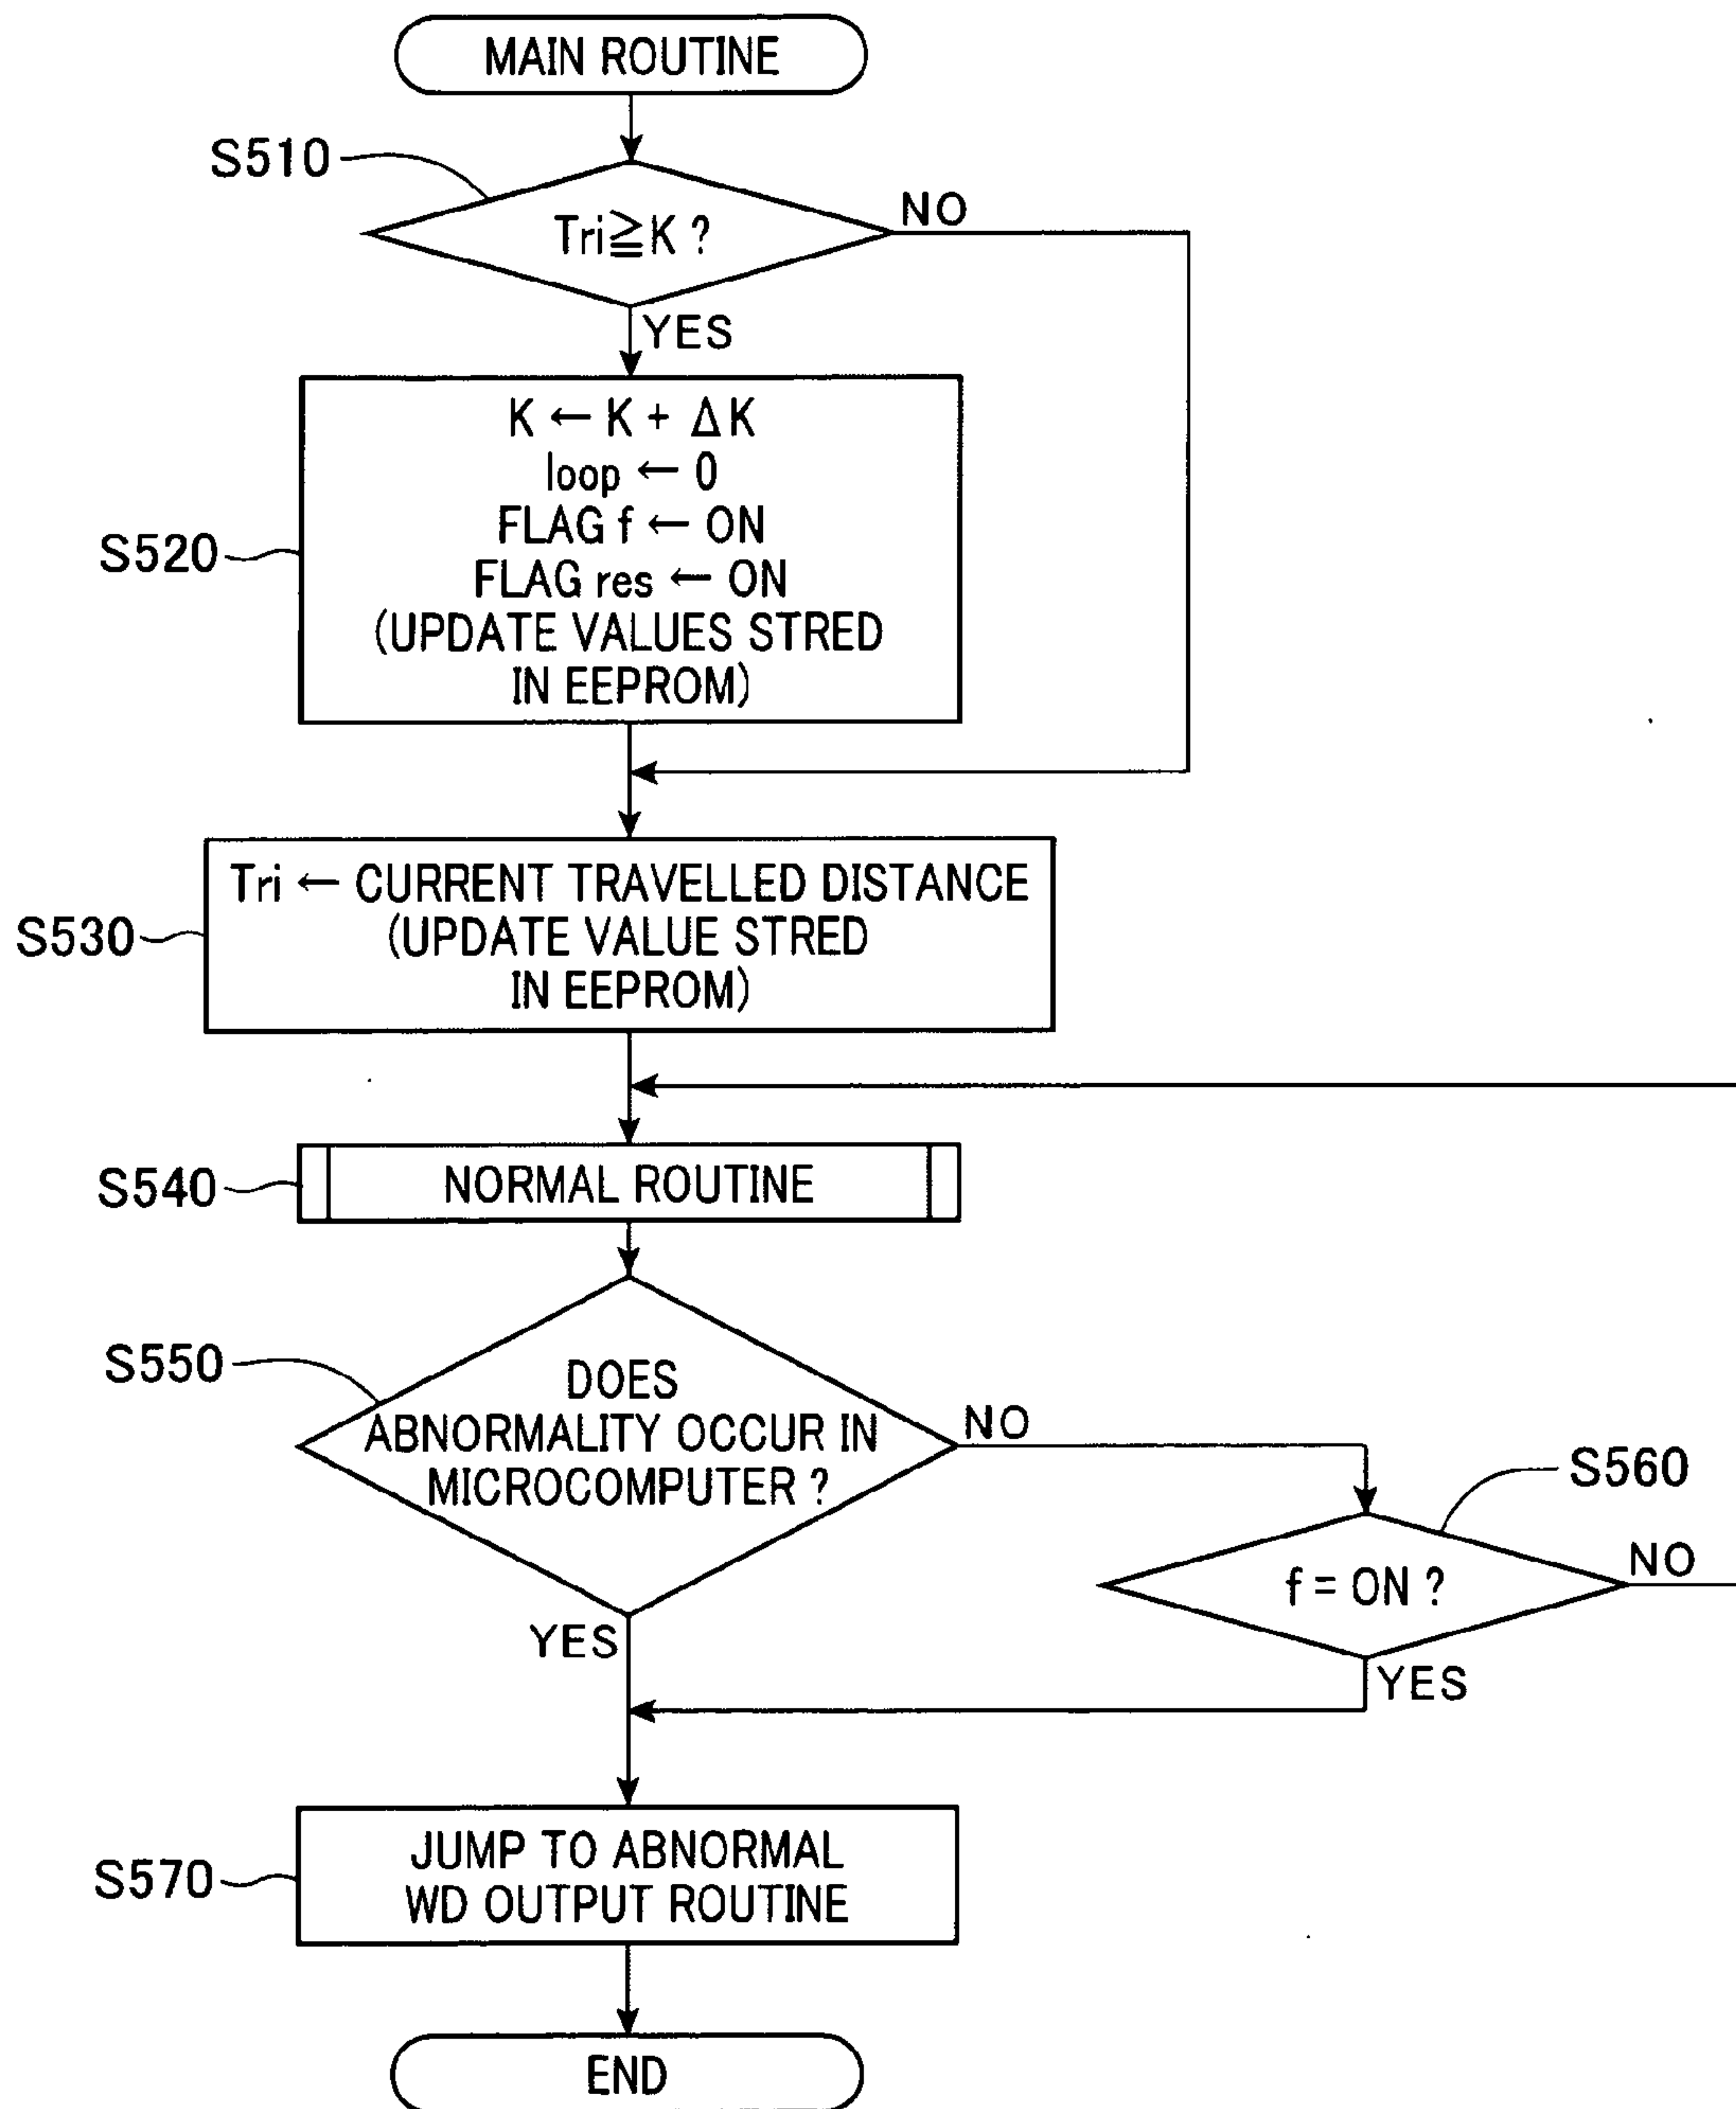 MAIN ROUTINE
S510
Tri≧K ?
NO
YES
S520
K ← K + ΔK
loop ← 0
FLAG f ← ON
FLAG res ← ON
(UPDATE VALUES STRED
IN EEPROM)
S530
Tri ← CURRENT TRAVELLED DISTANCE
(UPDATE VALUE STRED
IN EEPROM)
S540
NORMAL ROUTINE
S550
DOES
ABNORMALITY OCCUR IN
MICROCOMPUTER ?
NO
YES
S560
f = ON ?
NO
YES
S570
JUMP TO ABNORMAL
WD OUTPUT ROUTINE
END